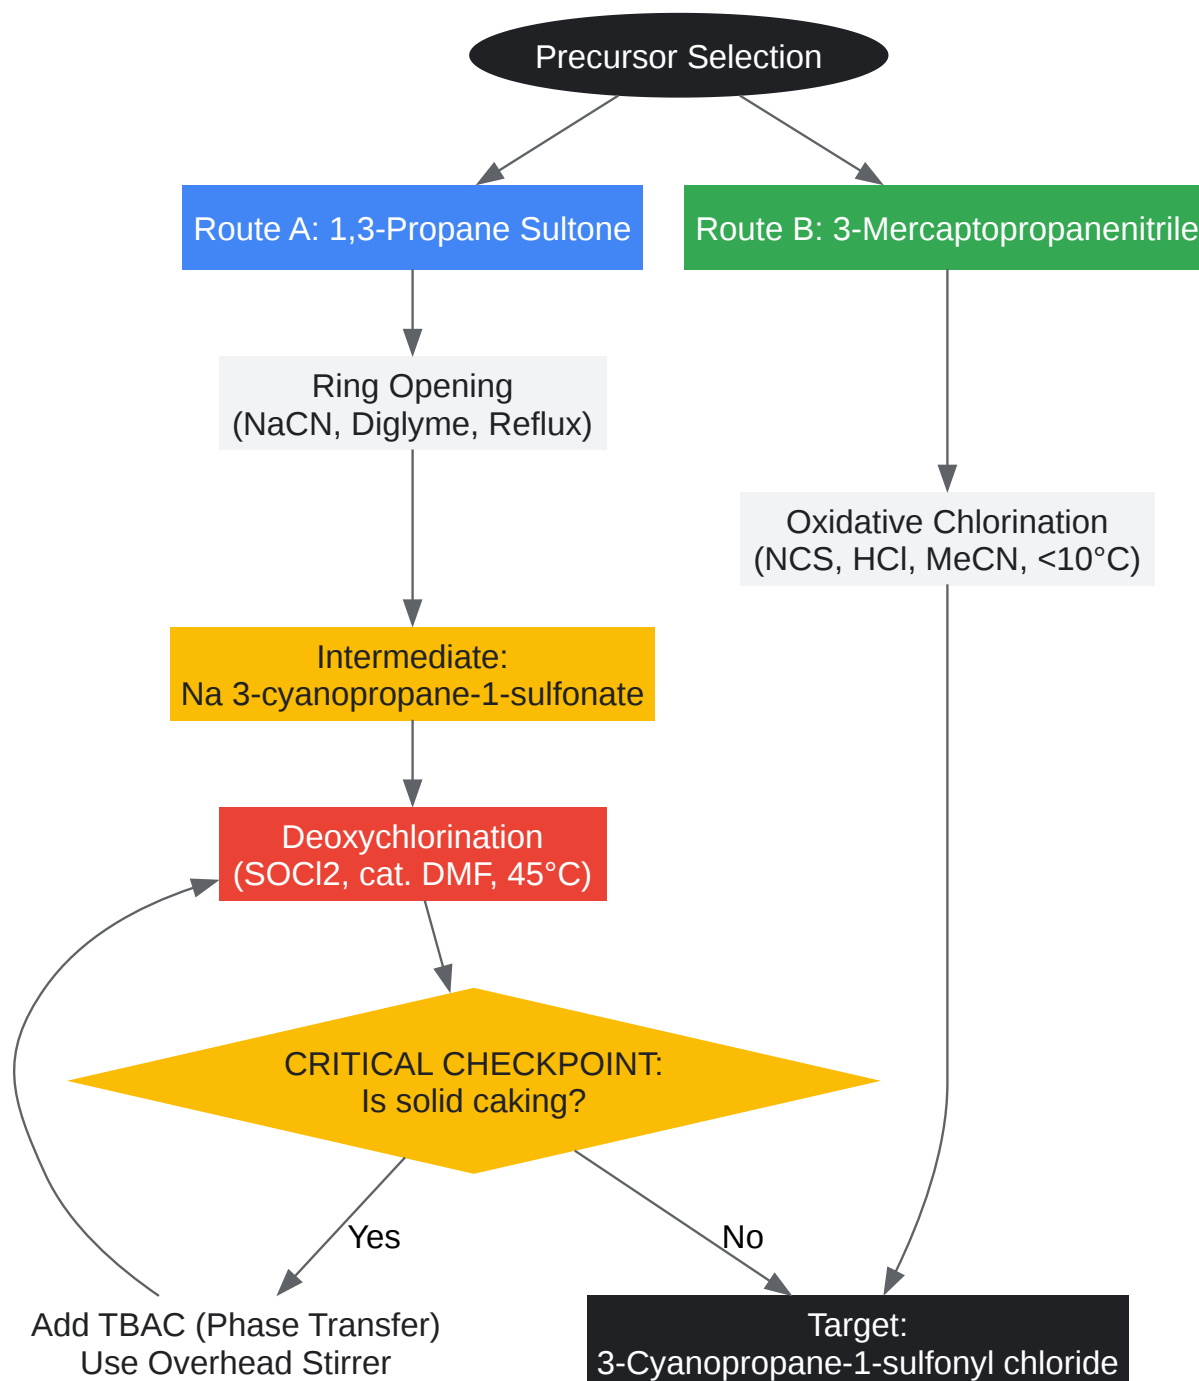 Precursor Selection
Route A: 1,3-Propane Sultone
Route B: 3-Mercaptopropanenitrile
Ring Opening
(NaCN, Diglyme, Reflux)
Oxidative Chlorination
(NCS, HCl, MeCN, <10°C)
Intermediate:
Na 3-cyanopropane-1-sulfonate
Deoxychlorination
(SOCl2, cat. DMF, 45°C)
CRITICAL CHECKPOINT:
Is solid caking?
Yes
No
Add TBAC (Phase Transfer)
Use Overhead Stirrer
Target:
3-Cyanopropane-1-sulfonyl chloride